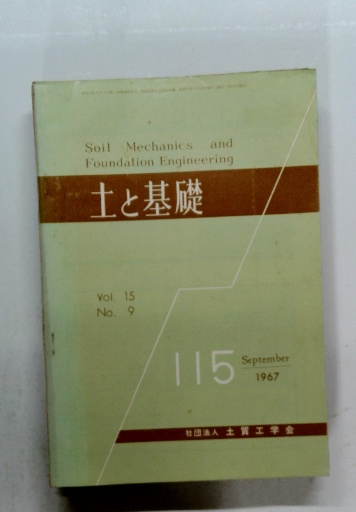 Soil Mechanics and
Foundation Engineering
土と基礎
Vol. 15
No. 9
115
September
1967
社団法人 土質工学会